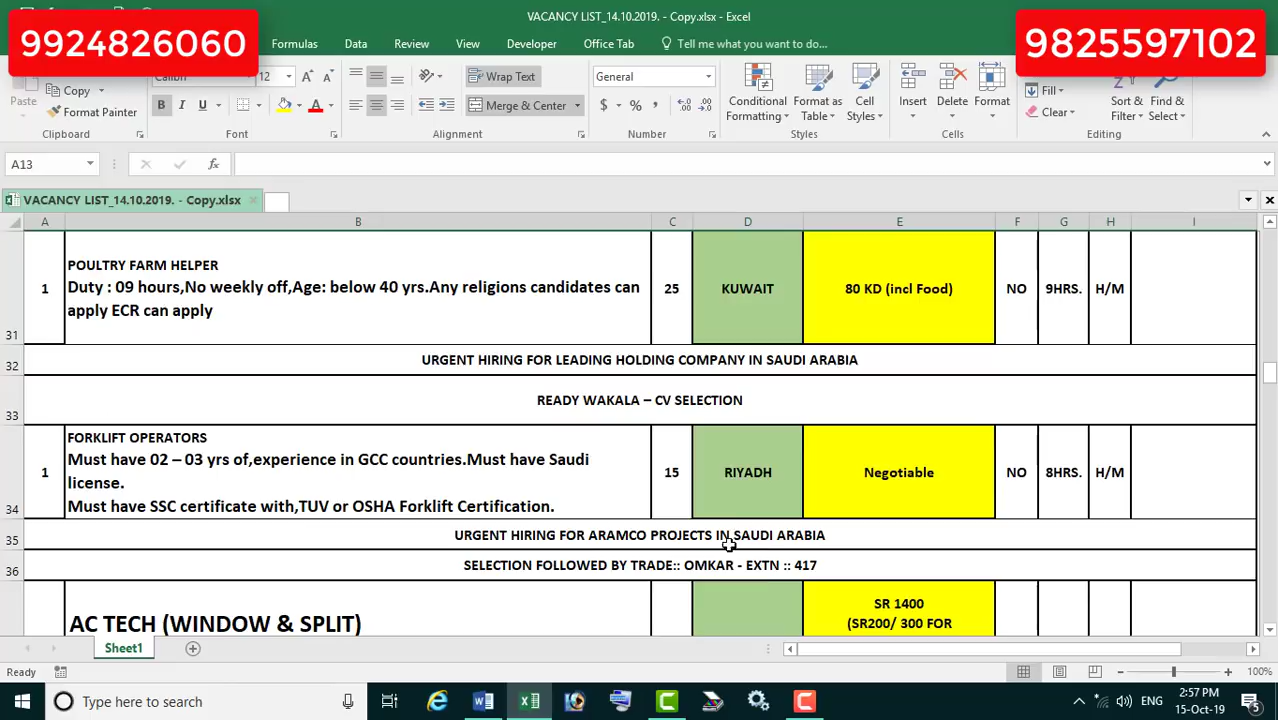 VACANCY LIST_14.10.2019. - Copy.xlsx - Excel
9924826060
9825597102
Formulas Data Review View Developer Office Tab Tell me what you want to do...
Calibri 12 Wrap Text General
Paste Copy Format Painter
B I U A Merge & Center $ % ,
Conditional Formatting Format as Table Cell Styles Insert Delete Format Fill Clear Sort & Filter Find & Select
Clipboard Font Alignment Number Styles Cells Editing
A13 fx
VACANCY LIST_14.10.2019. - Copy.xlsx
A B C D E F G H I
31
1
POULTRY FARM HELPER
Duty : 09 hours,No weekly off,Age: below 40 yrs.Any religions candidates can
apply ECR can apply
25 KUWAIT 80 KD (incl Food) NO 9HRS. H/M
32 URGENT HIRING FOR LEADING HOLDING COMPANY IN SAUDI ARABIA
33 READY WAKALA – CV SELECTION
34
1
FORKLIFT OPERATORS
Must have 02 – 03 yrs of,experience in GCC countries.Must have Saudi
license.
Must have SSC certificate with,TUV or OSHA Forklift Certification.
15 RIYADH Negotiable NO 8HRS. H/M
35 URGENT HIRING FOR ARAMCO PROJECTS IN SAUDI ARABIA
36 SELECTION FOLLOWED BY TRADE:: OMKAR - EXTN :: 417
AC TECH (WINDOW & SPLIT)
SR 1400
(SR200/ 300 FOR
Sheet1
Ready 100%
Type here to search
ENG
2:57 PM
15-Oct-19
5